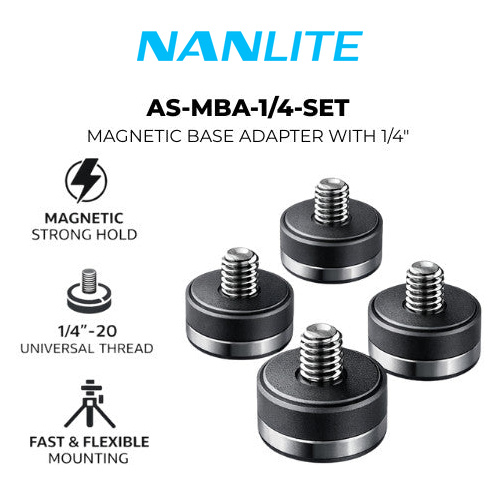 NANLITE
AS-MBA-1/4-SET
MAGNETIC BASE ADAPTER WITH 1/4"
MAGNETIC
STRONG HOLD
1/4"-20
UNIVERSAL THREAD
FAST & FLEXIBLE
MOUNTING